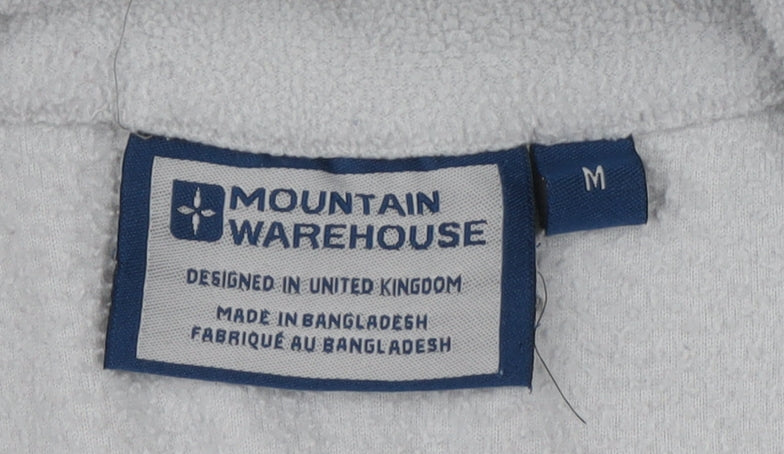 MOUNTAIN
WAREHOUSE
DESIGNED IN UNITED KINGDOM
MADE IN BANGLADESH
FABRIQUÉ AU BANGLADESH
M